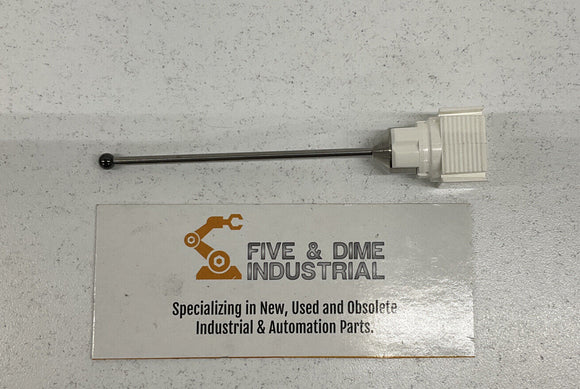 FIVE & DIME
INDUSTRIAL
Specializing in New, Used and Obsolete
Industrial & Automation Parts.